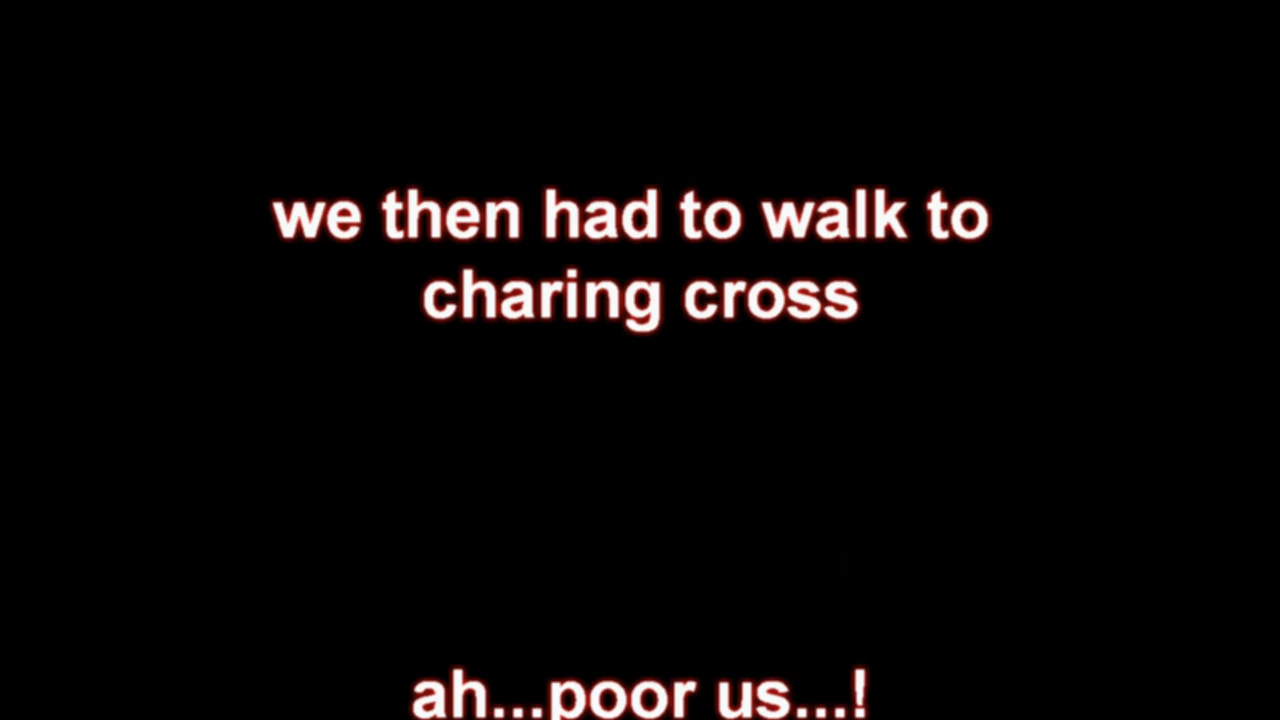 we then had to walk to
charing cross
ah...poor us...!